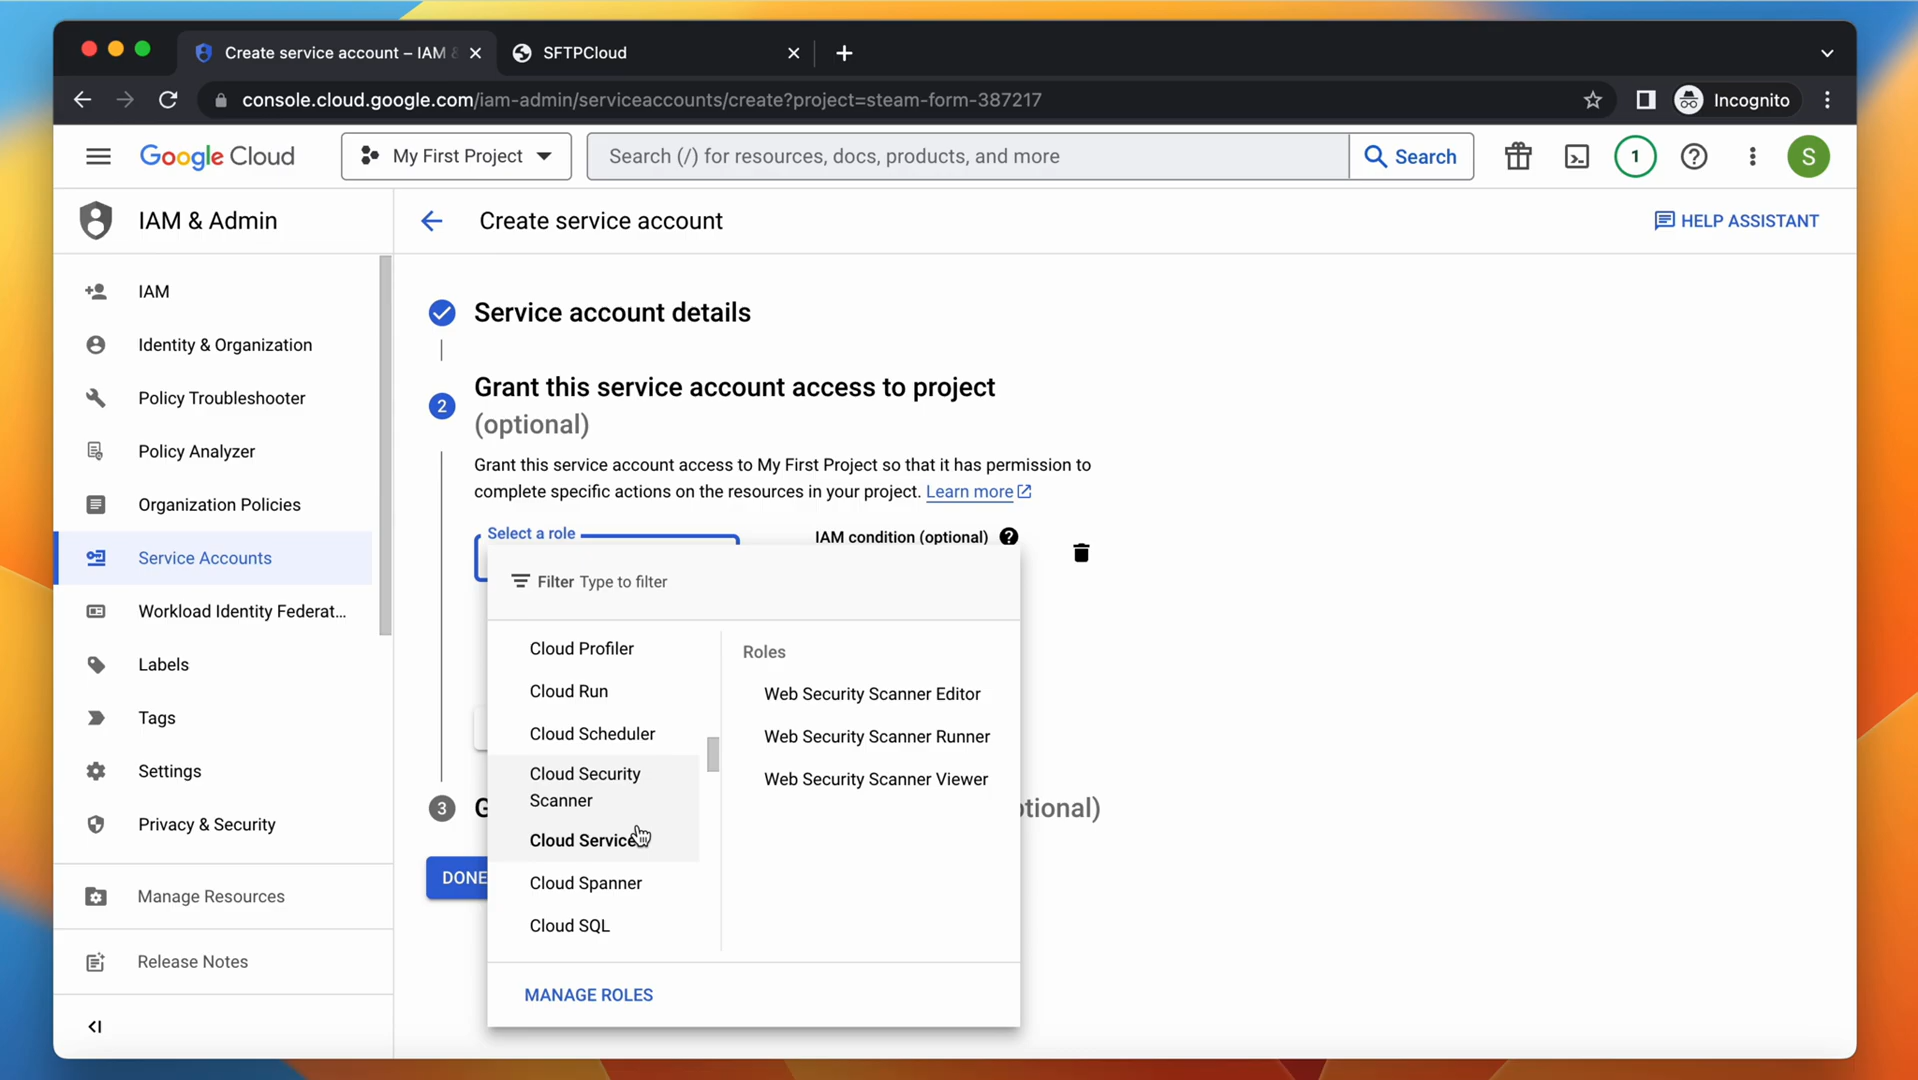 Create service account – IAM &
SFTPCloud
console.cloud.google.com/iam-admin/serviceaccounts/create?project=steam-form-387217
Incognito
Google Cloud
My First Project
Search (/) for resources, docs, products, and more
Search
1
S
IAM & Admin
Create service account
HELP ASSISTANT
IAM
Identity & Organization
Policy Troubleshooter
Policy Analyzer
Organization Policies
Service Accounts
Workload Identity Federat...
Labels
Tags
Settings
Privacy & Security
Manage Resources
Release Notes
Service account details
2
Grant this service account access to project
(optional)
Grant this service account access to My First Project so that it has permission to
complete specific actions on the resources in your project. Learn more
Select a role
IAM condition (optional)
Filter Type to filter
Cloud Profiler
Cloud Run
Cloud Scheduler
Cloud Security
Scanner
Cloud Service
Cloud Spanner
Cloud SQL
Roles
Web Security Scanner Editor
Web Security Scanner Runner
Web Security Scanner Viewer
MANAGE ROLES
3
G
ptional)
DONE